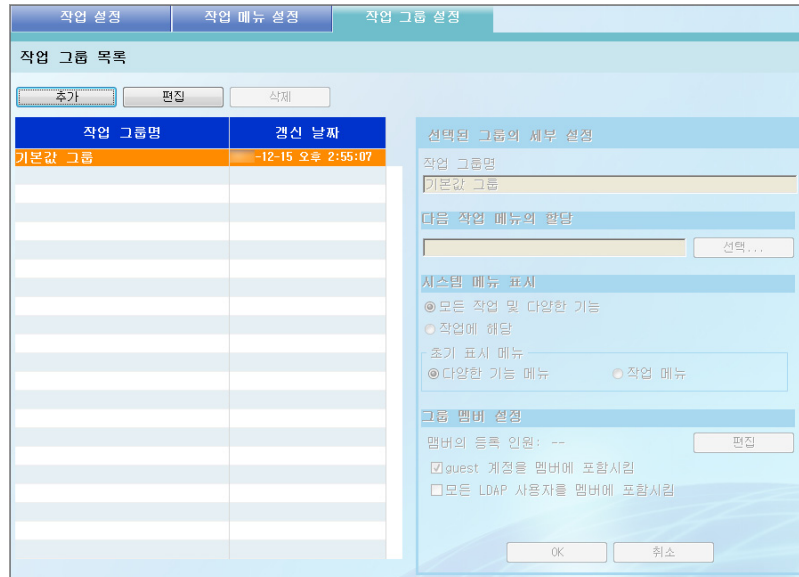 작업 설정 작업 메뉴 설정 작업 그룹 설정
작업 그룹 목록
추가 편집 삭제
작업 그룹명 갱신 날짜
기본값 그룹 -12-15 오후 2:55:07
선택된 그룹의 세부 설정
작업 그룹명
기본값 그룹
다음 작업 메뉴의 할당
선택...
시스템 메뉴 표시
모든 작업 및 다양한 기능
작업에 해당
초기 표시 메뉴
다양한 기능 메뉴 작업 메뉴
그룹 멤버 설정
맴버의 등록 인원: -- 편집
guest 계정을 멤버에 포함시킴
모든 LDAP 사용자를 멤버에 포함시킴
OK 취소